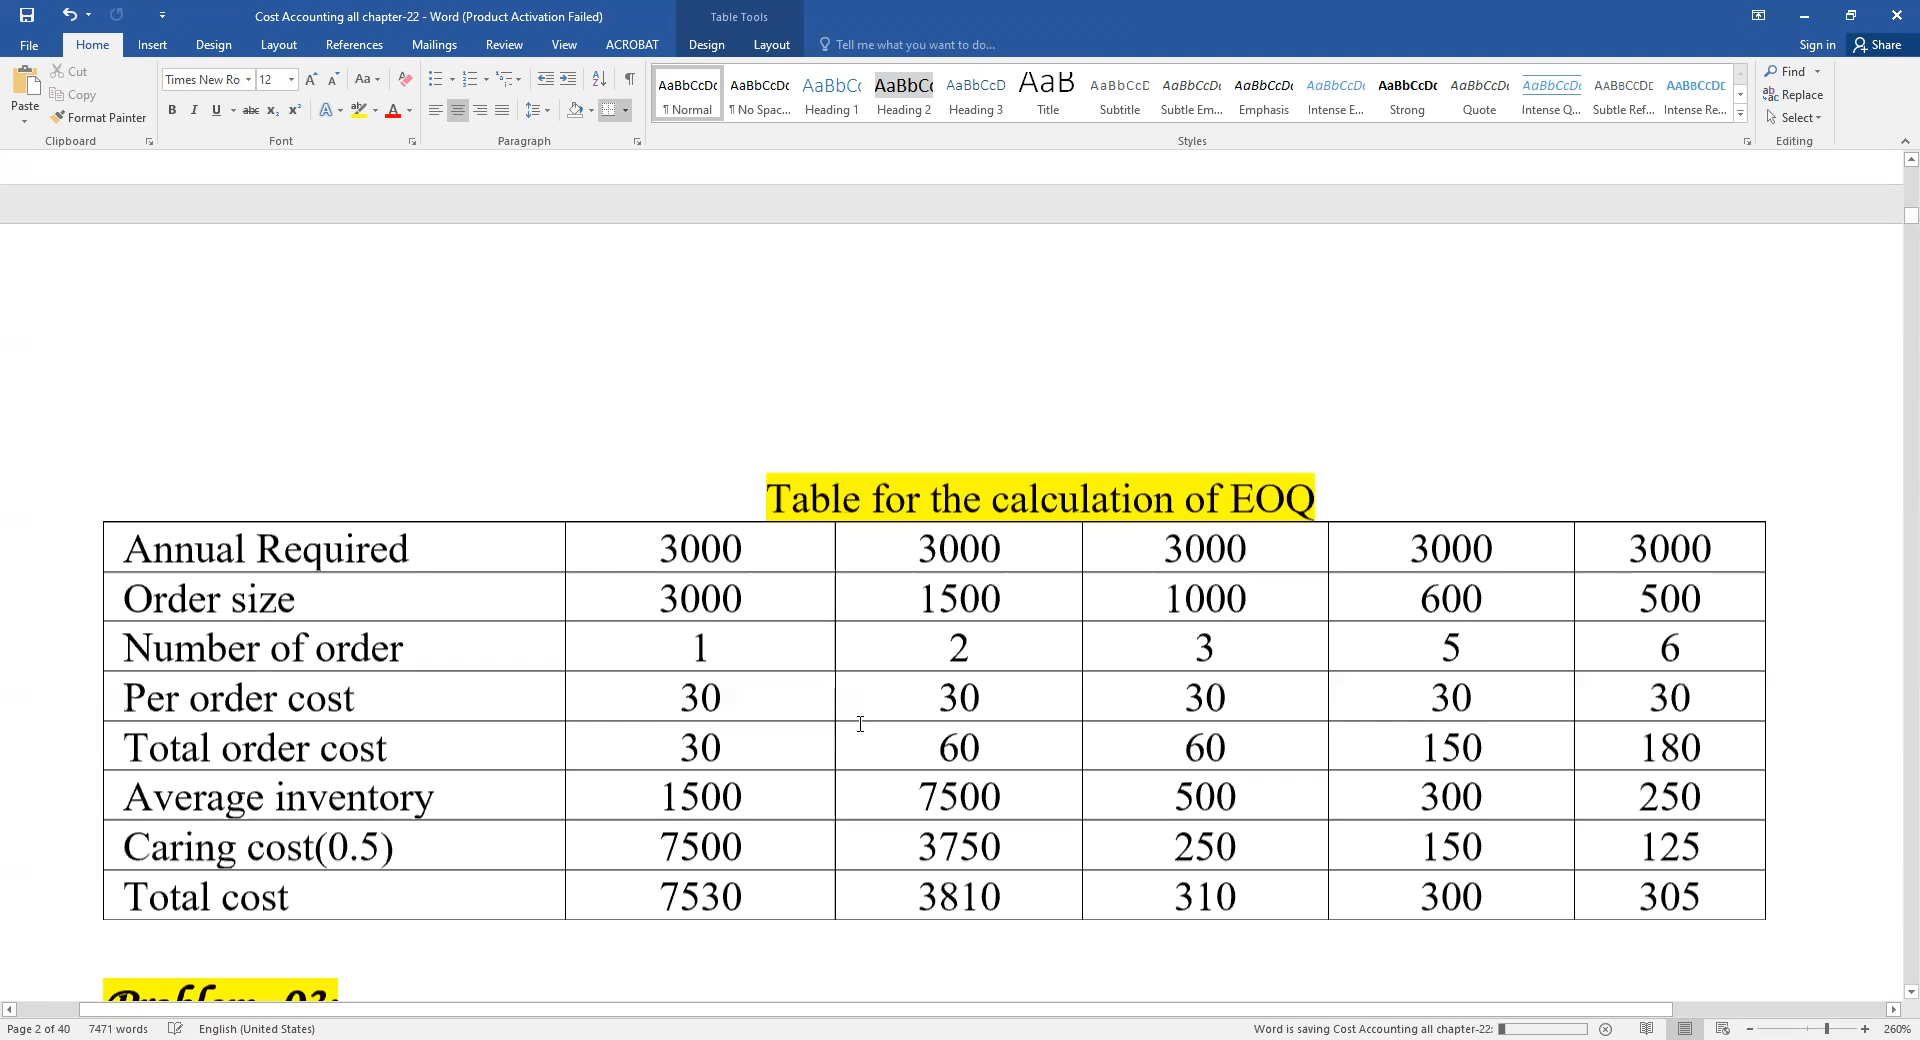 Cost Accounting all chapter-22 - Word (Product Activation Failed)
Table Tools
File Home Insert Design Layout References Mailings Review View ACROBAT Design Layout Tell me what you want to do... Sign in Share
Paste Cut
Copy
Format Painter
Clipboard
Times New Ro 12 Aa
B I U abc X₂ X² A A
Font
Paragraph
AaBbCcDc AaBbCcDc AaBbCc AaBbCc AaBbCcD AaB AaBbCcD AaBbCcDc AaBbCcDc AaBbCcDc AaBbCcDc AaBbCcDc AaBbCcDc AABBCCDE AABBCCDE
¶ Normal ¶ No Spac... Heading 1 Heading 2 Heading 3 Title Subtitle Subtle Em... Emphasis Intense E... Strong Quote Intense Q... Subtle Ref... Intense Re...
Styles
Find
Replace
Select
Editing
Table for the calculation of EOQ
Annual Required 3000 3000 3000 3000 3000
Order size 3000 1500 1000 600 500
Number of order 1 2 3 5 6
Per order cost 30 30 30 30 30
Total order cost 30 60 60 150 180
Average inventory 1500 7500 500 300 250
Caring cost(0.5) 7500 3750 250 150 125
Total cost 7530 3810 310 300 305
Problem -03:
Page 2 of 40 7471 words English (United States) Word is saving Cost Accounting all chapter-22: 260%